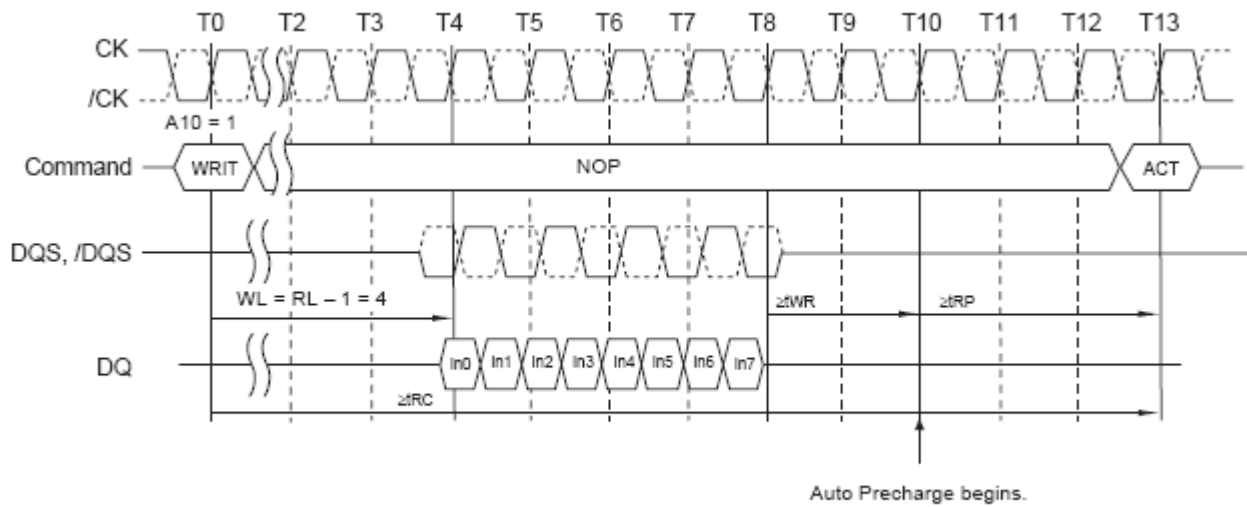 T0 T2 T3 T4 T5 T6 T7 T8 T9 T10 T11 T12 T13
CK
/CK
A10 = 1
Command WRIT NOP ACT
DQS, /DQS
WL = RL – 1 = 4 ≥tWR ≥tRP
DQ In0 In1 In2 In3 In4 In5 In6 In7
≥tRC
Auto Precharge begins.